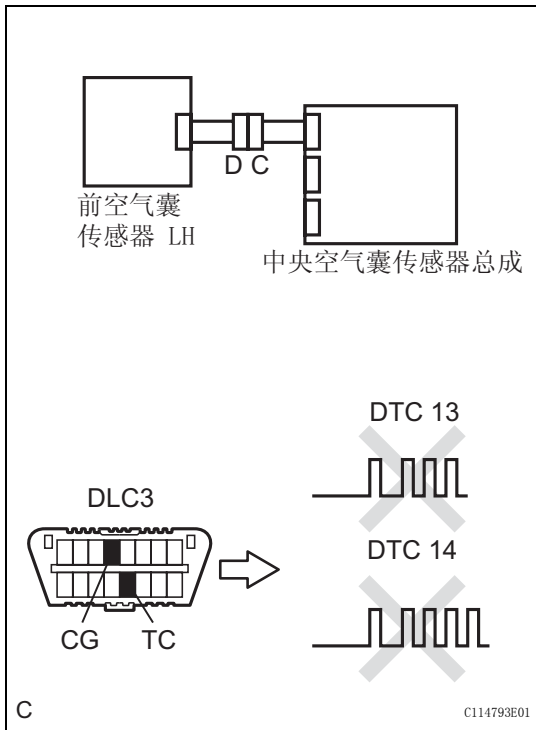 D C
前空气囊
传感器 LH
中央空气囊传感器总成
DTC 13
DLC3
DTC 14
CG TC
C
C114793E01